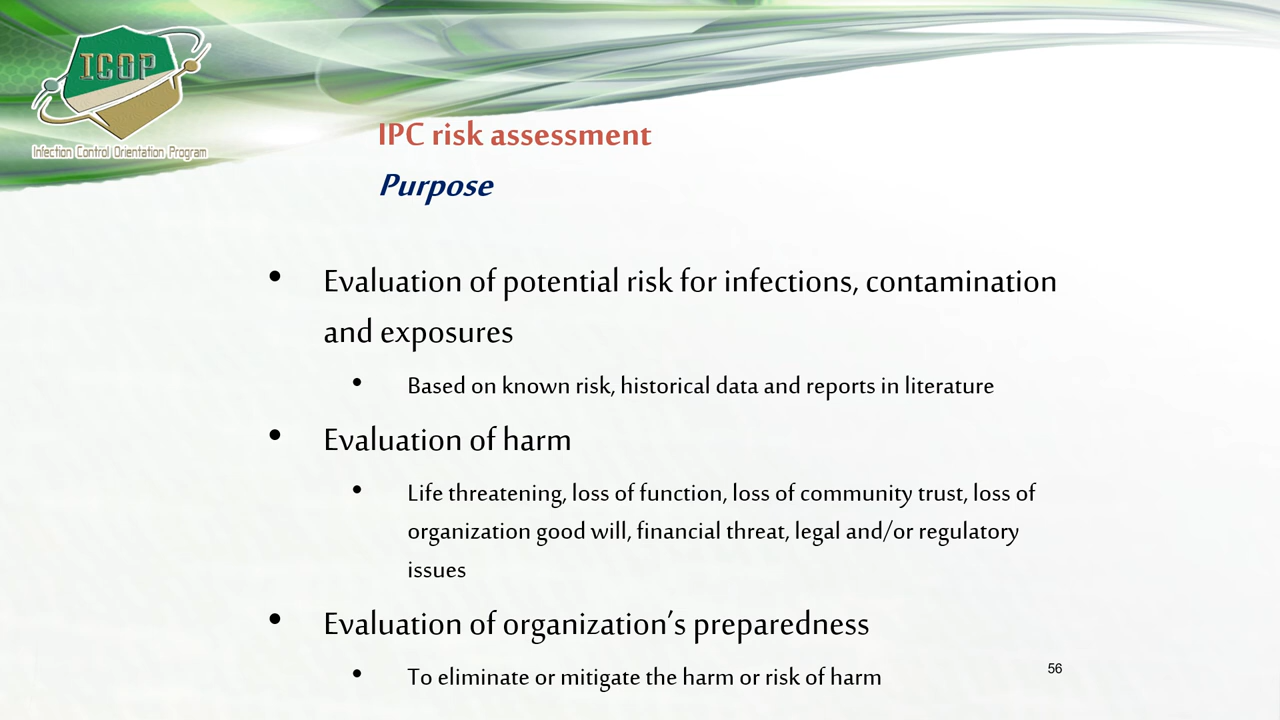 ICOP
Infection Control Orientation Program
IPC risk assessment
Purpose
• Evaluation of potential risk for infections, contamination
and exposures
• Based on known risk, historical data and reports in literature
• Evaluation of harm
• Life threatening, loss of function, loss of community trust, loss of
organization good will, financial threat, legal and/or regulatory
issues
• Evaluation of organization’s preparedness
• To eliminate or mitigate the harm or risk of harm
56